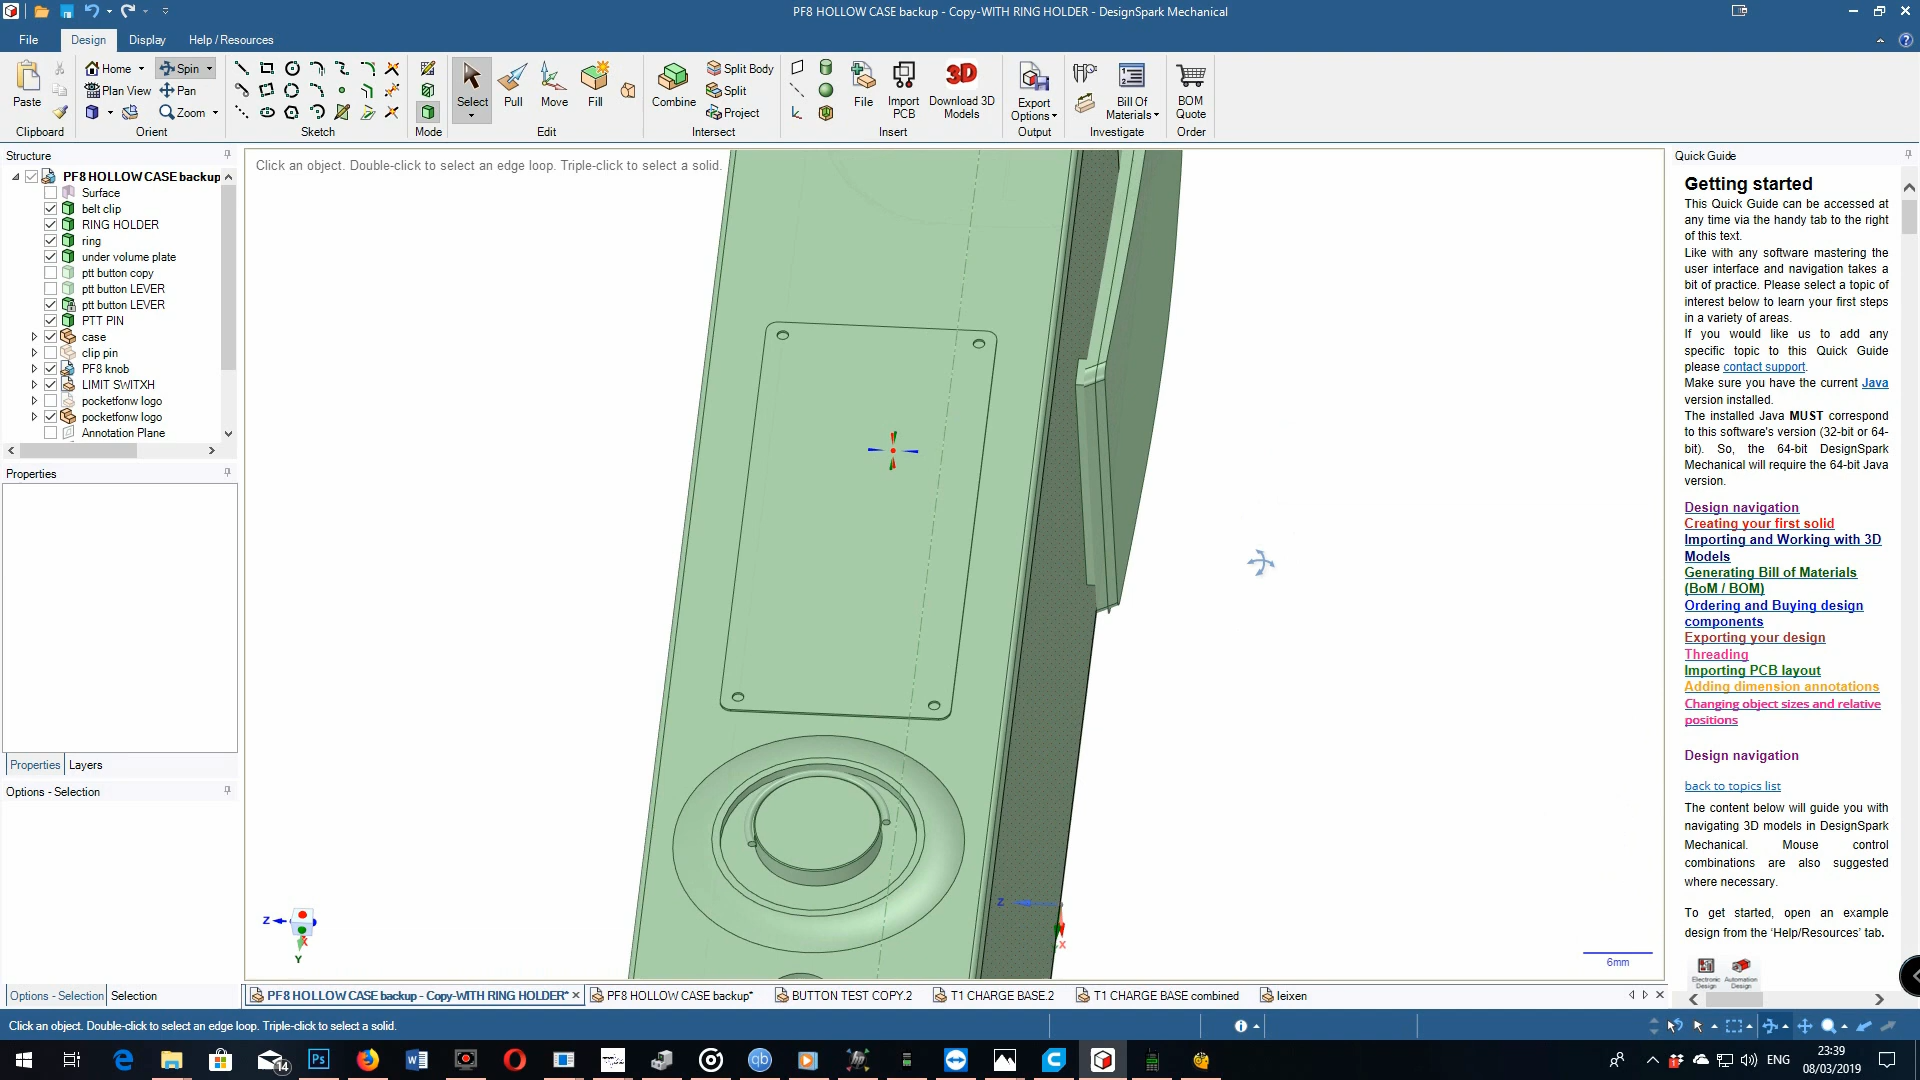 PF8 HOLLOW CASE backup - Copy-WITH RING HOLDER - DesignSpark Mechanical
File
Design
Display
Help / Resources
Paste
Clipboard
Home
Spin
Plan View
Pan
Zoom
Orient
Sketch
Mode
Select
Pull
Move
Fill
Edit
Combine
Split Body
Split
Project
Intersect
File
Import
PCB
Download 3D
Models
Insert
Export
Options
Output
Bill Of
Materials
Investigate
BOM
Quote
Order
Structure
PF8 HOLLOW CASE backup
Surface
belt clip
RING HOLDER
ring
under volume plate
ptt button copy
ptt button LEVER
ptt button LEVER
PTT PIN
case
clip pin
PF8 knob
LIMIT SWITXH
pocketfonw logo
pocketfonw logo
Annotation Plane
Properties
Properties
Layers
Options - Selection
Options - Selection
Selection
Click an object. Double-click to select an edge loop. Triple-click to select a solid.
Z
X
Y
Z
X
6mm
PF8 HOLLOW CASE backup - Copy-WITH RING HOLDER*
PF8 HOLLOW CASE backup*
BUTTON TEST COPY.2
T1 CHARGE BASE.2
T1 CHARGE BASE combined
leixen
Quick Guide
Getting started
This Quick Guide can be accessed at
any time via the handy tab to the right
of this text.
Like with any software mastering the
user interface and navigation takes a
bit of practice. Please select a topic of
interest below to learn your first steps
in a variety of areas.
If you would like us to add any
specific topic to this Quick Guide
please contact support.
Make sure you have the current Java
version installed.
The installed Java MUST correspond
to this software's version (32-bit or 64-
bit). So, the 64-bit DesignSpark
Mechanical will require the 64-bit Java
version.
Design navigation
Creating your first solid
Importing and Working with 3D
Models
Generating Bill of Materials
(BoM / BOM)
Ordering and Buying design
components
Exporting your design
Threading
Importing PCB layout
Adding dimension annotations
Changing object sizes and relative
positions
Design navigation
back to topics list
The content below will guide you with
navigating 3D models in DesignSpark
Mechanical. Mouse control
combinations are also suggested
where necessary.
To get started, open an example
design from the 'Help/Resources' tab.
Electronic
Design
Automation
Design
Click an object. Double-click to select an edge loop. Triple-click to select a solid.
14
Ps
qb
ENG
23:39
08/03/2019